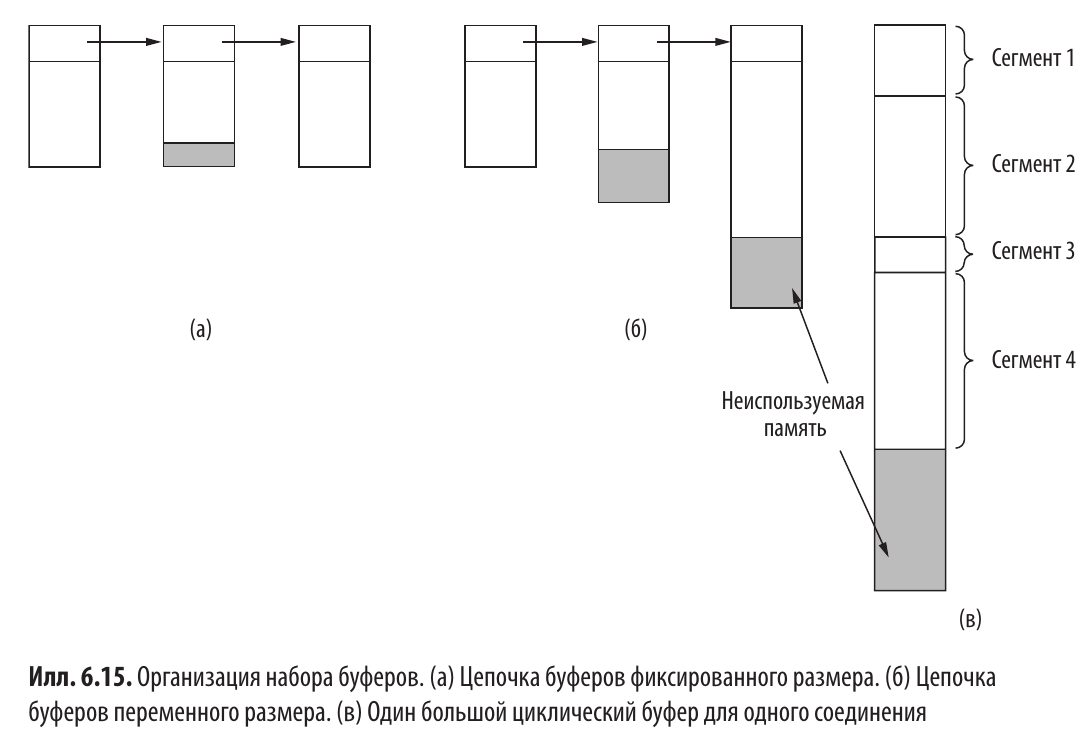 Сегмент 1
Сегмент 2
Сегмент 3
(а)
(б)
Сегмент 4
Неиспользуемая
память
(в)
Илл. 6.15. Организация набора буферов. (а) Цепочка буферов фиксированного размера. (б) Цепочка
буферов переменного размера. (в) Один большой циклический буфер для одного соединения